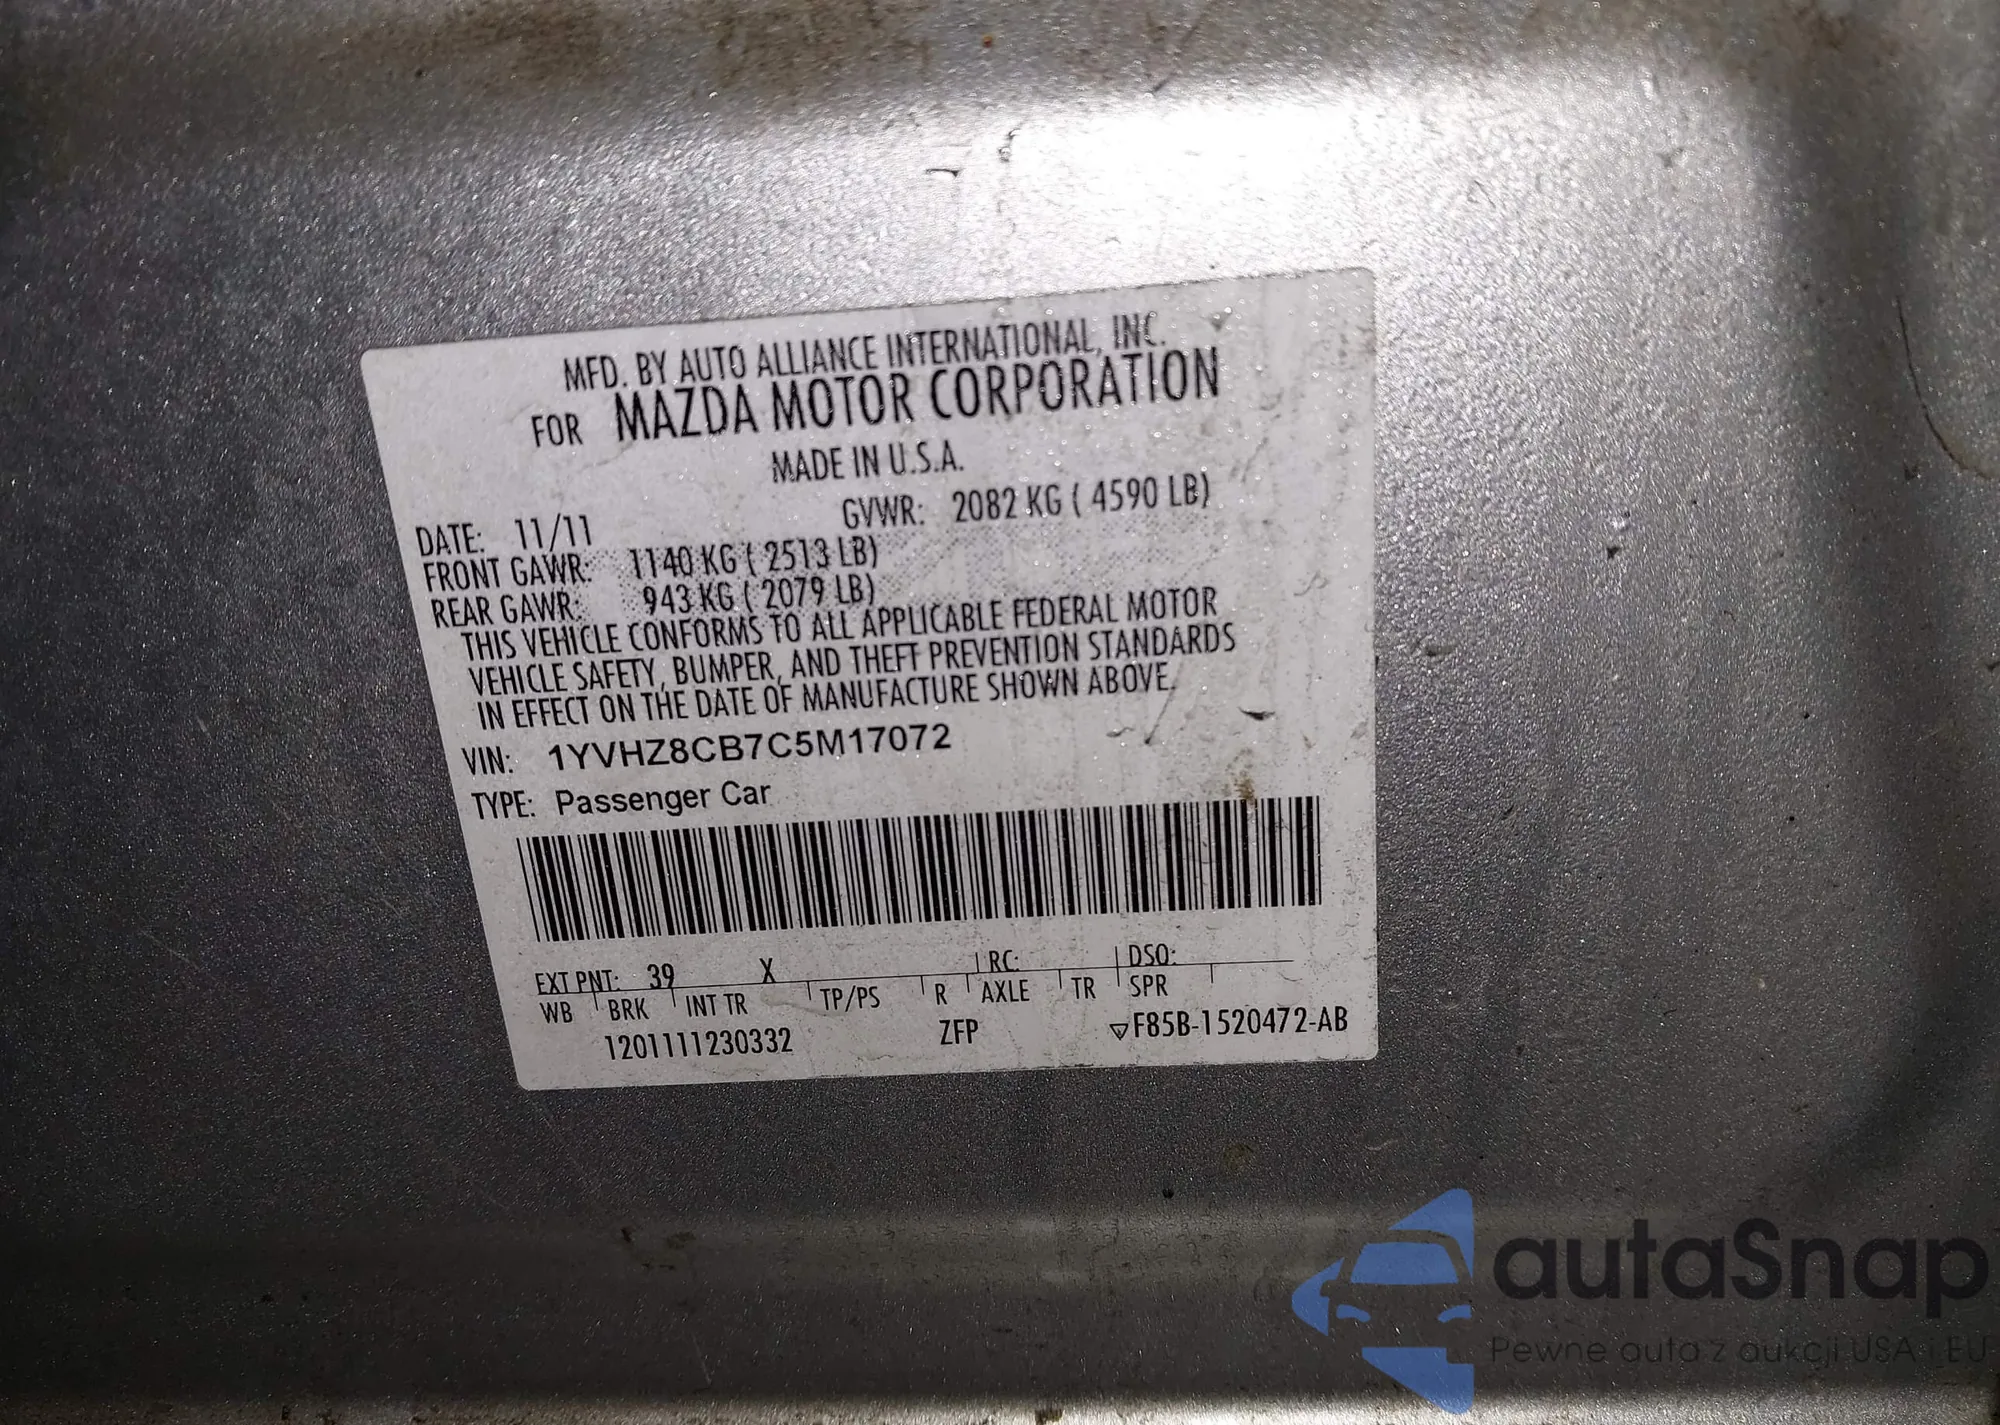 MFD. BY AUTO ALLIANCE INTERNATIONAL, INC.
FOR MAZDA MOTOR CORPORATION
MADE IN U.S.A.
DATE: 11/11 GVWR: 2082 KG ( 4590 LB)
FRONT GAWR: 1140 KG ( 2513 LB)
REAR GAWR: 943 KG ( 2079 LB)
THIS VEHICLE CONFORMS TO ALL APPLICABLE FEDERAL MOTOR
VEHICLE SAFETY, BUMPER, AND THEFT PREVENTION STANDARDS
IN EFFECT ON THE DATE OF MANUFACTURE SHOWN ABOVE.
VIN: 1YVHZ8CB7C5M17072
TYPE: Passenger Car
EXT PNT: 39 X RC: DSO:
WB BRK INT TR TP/PS R AXLE TR SPR
1201111230332 ZFP F85B-1520472-AB
autaSnap
Pewne auta z aukcji USA i EU